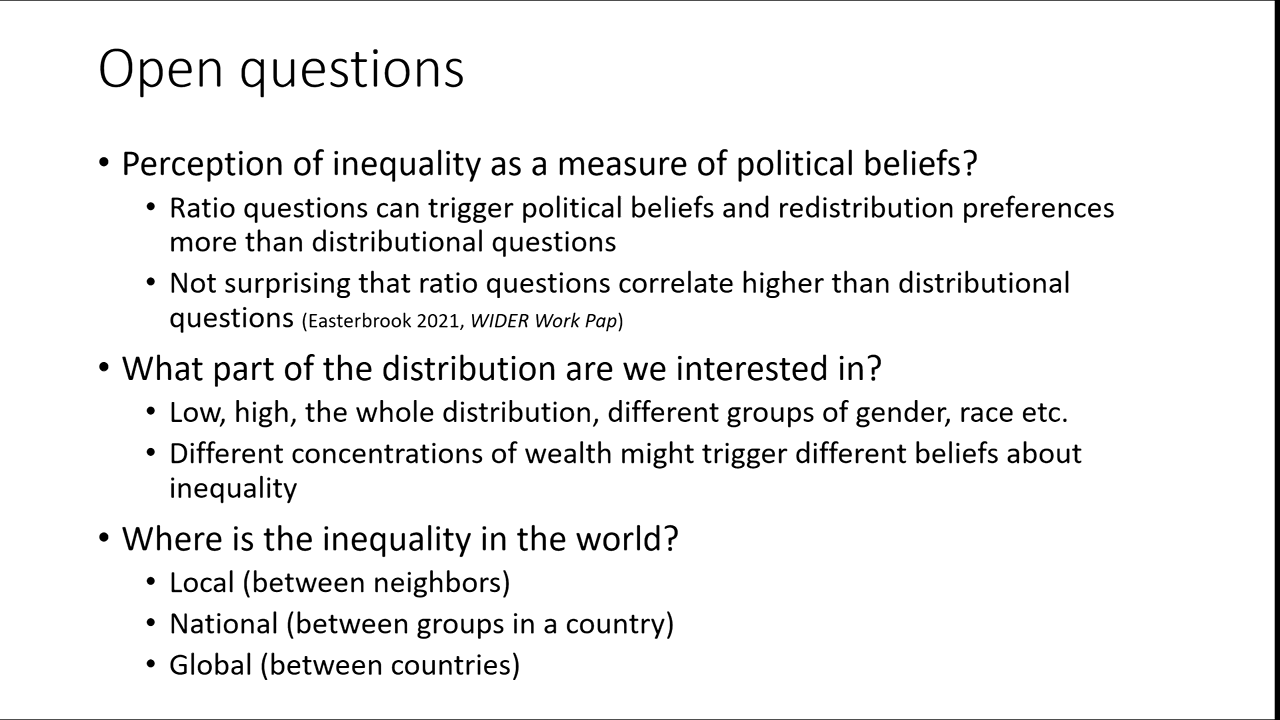 Open questions
• Perception of inequality as a measure of political beliefs?
• Ratio questions can trigger political beliefs and redistribution preferences
more than distributional questions
• Not surprising that ratio questions correlate higher than distributional
questions (Easterbrook 2021, WIDER Work Pap)
• What part of the distribution are we interested in?
• Low, high, the whole distribution, different groups of gender, race etc.
• Different concentrations of wealth might trigger different beliefs about
inequality
• Where is the inequality in the world?
• Local (between neighbors)
• National (between groups in a country)
• Global (between countries)